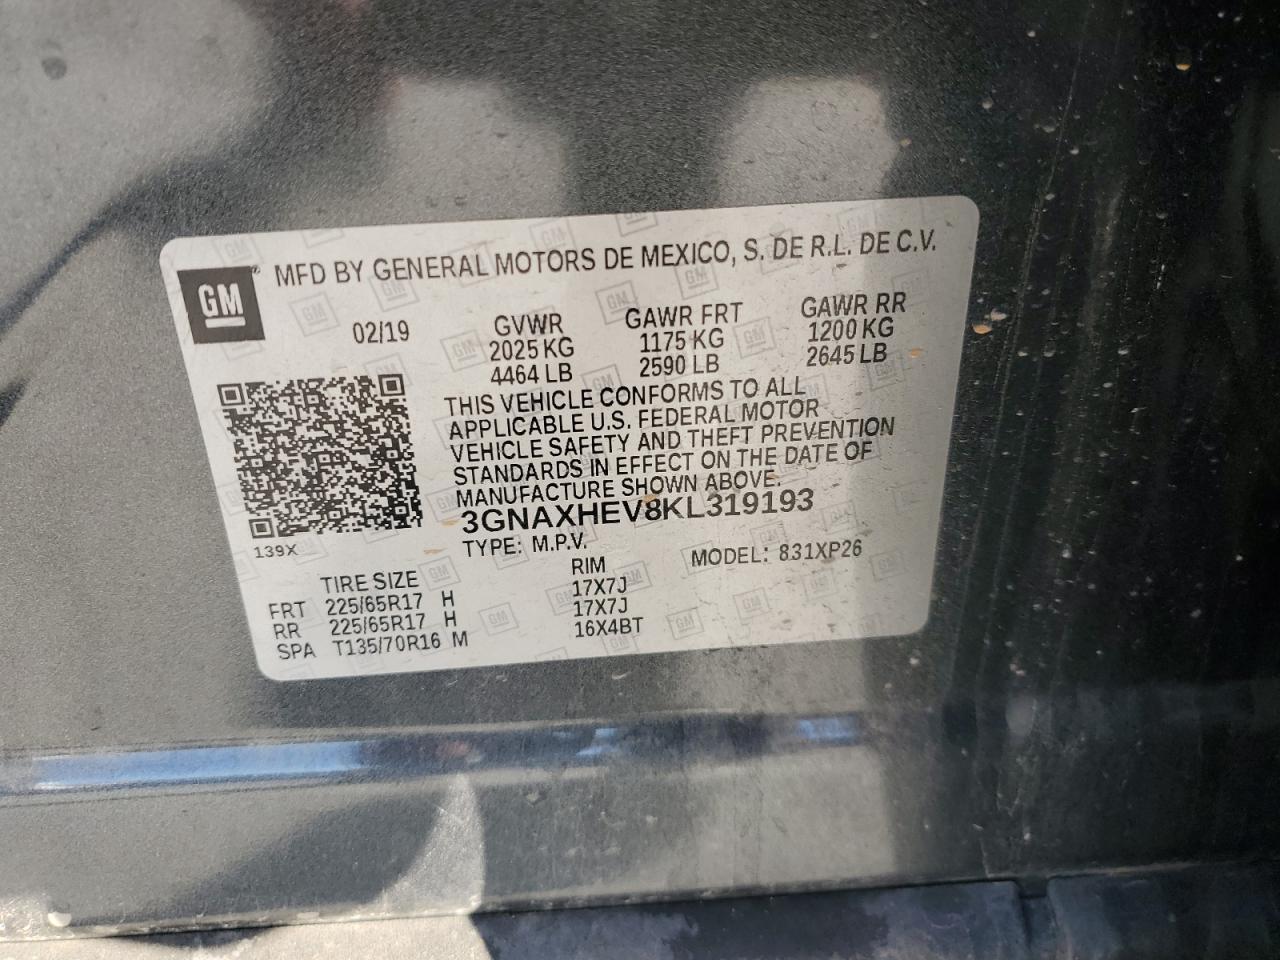 GM ® MFD BY GENERAL MOTORS DE MEXICO, S. DE R.L. DE C.V.
02/19 GVWR GAWR FRT GAWR RR
2025 KG 1175 KG 1200 KG
4464 LB 2590 LB 2645 LB
THIS VEHICLE CONFORMS TO ALL
APPLICABLE U.S. FEDERAL MOTOR
VEHICLE SAFETY AND THEFT PREVENTION
STANDARDS IN EFFECT ON THE DATE OF
MANUFACTURE SHOWN ABOVE.
3GNAXHEV8KL319193
139X
TYPE: M.P.V. MODEL: 831XP26
TIRE SIZE RIM
FRT 225/65R17 H 17X7J
RR 225/65R17 H 17X7J
SPA T135/70R16 M 16X4BT